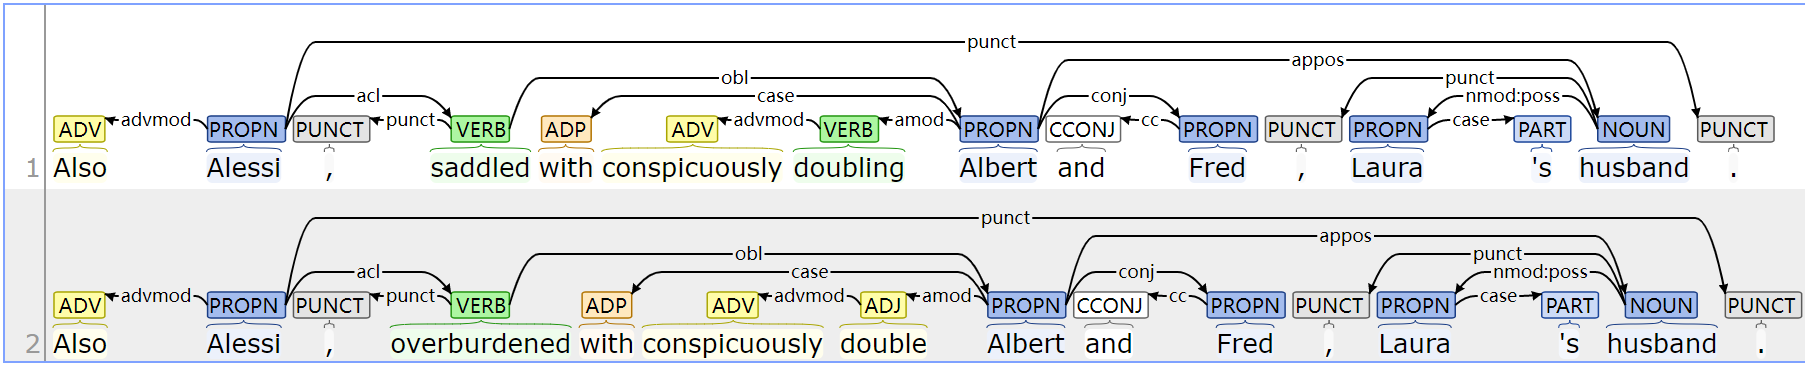 punct
appos
obl punct
acl case conj nmod:poss
ADV advmod PROPN PUNCT punct VERB ADP ADV advmod VERB amod PROPN CCONJ cc PROPN PUNCT PROPN case PART NOUN PUNCT
1 Also Alessi , saddled with conspicuously doubling Albert and Fred , Laura 's husband .
punct
appos
obl punct
acl case conj nmod:poss
ADV advmod PROPN PUNCT punct VERB ADP ADV advmod ADJ amod PROPN CCONJ cc PROPN PUNCT PROPN case PART NOUN PUNCT
2 Also Alessi , overburdened with conspicuously double Albert and Fred , Laura 's husband .